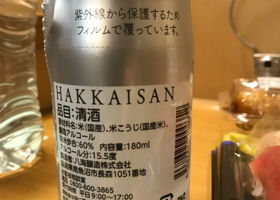 紫外線から保護するため
フィルムで覆っています。
HAKKAISAN
品目:清酒
原材料名:米(国産)、米こうじ(国産米)、
醸造アルコール
精米歩合:60% 内容量:180ml
アルコール分:15.5度
製造者:八海醸造株式会社
新潟県南魚沼市長森1051番地
0800-800-3865